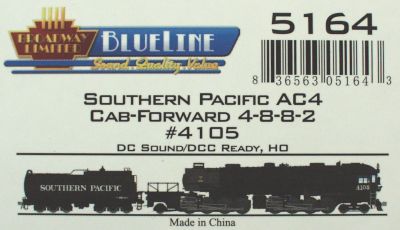 BROADWAY
LIMITED
BLUELINE
Sound, Quality, Value
5164
8 36563 05164 3
SOUTHERN PACIFIC AC4
CAB-FORWARD 4-8-8-2
#4105
DC SOUND/DCC READY, HO
SOUTHERN PACIFIC
4105
Made in China